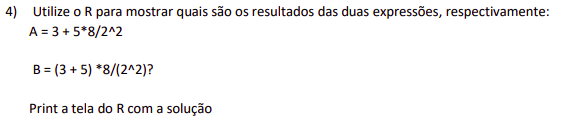 4) Utilize o R para mostrar quais são os resultados das duas expressões, respectivamente:
A = 3 + 5*8/2^2
B = (3 + 5) *8/(2^2)?
Print a tela do R com a solução